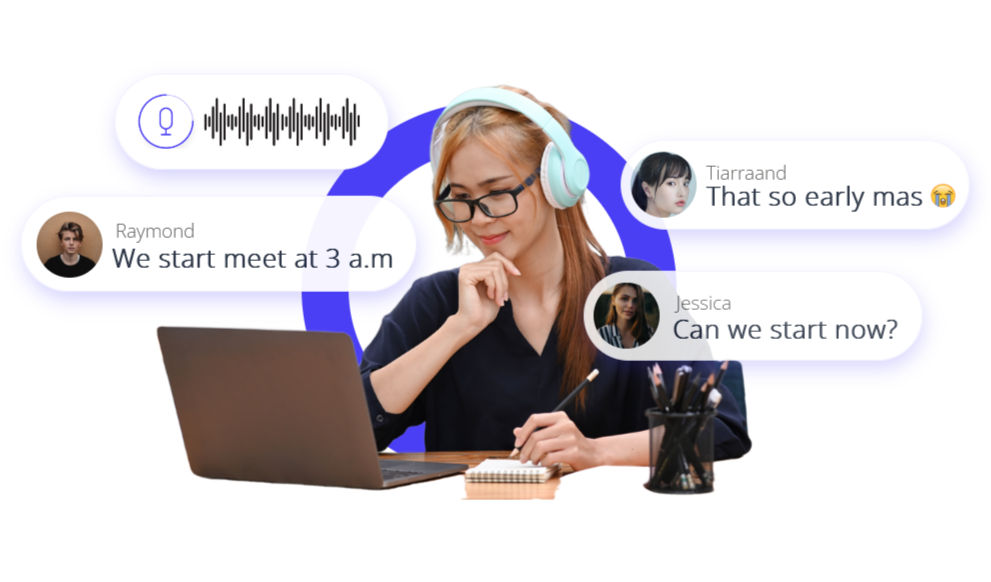 Raymond
We start meet at 3 a.m
Tiarraand
That so early mas 😭
Jessica
Can we start now?